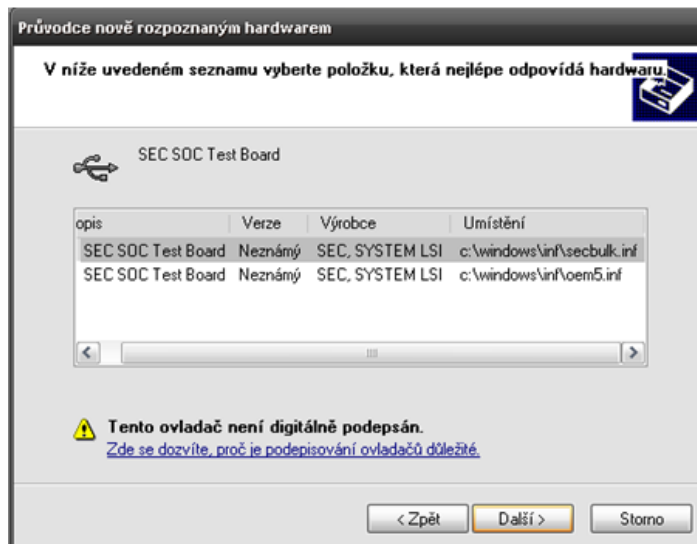 Průvodce nově rozpoznaným hardwarem
V níže uvedeném seznamu vyberte položku, která nejlépe odpovídá hardwaru.
SEC SOC Test Board
opis Verze Výrobce Umístění
SEC SOC Test Board Neznámý SEC, SYSTEM LSI c:\windows\inf\secbulk.inf
SEC SOC Test Board Neznámý SEC, SYSTEM LSI c:\windows\inf\oem5.inf
Tento ovladač není digitálně podepsán.
Zde se dozvíte, proč je podepisování ovladačů důležité.
< Zpět Další > Storno